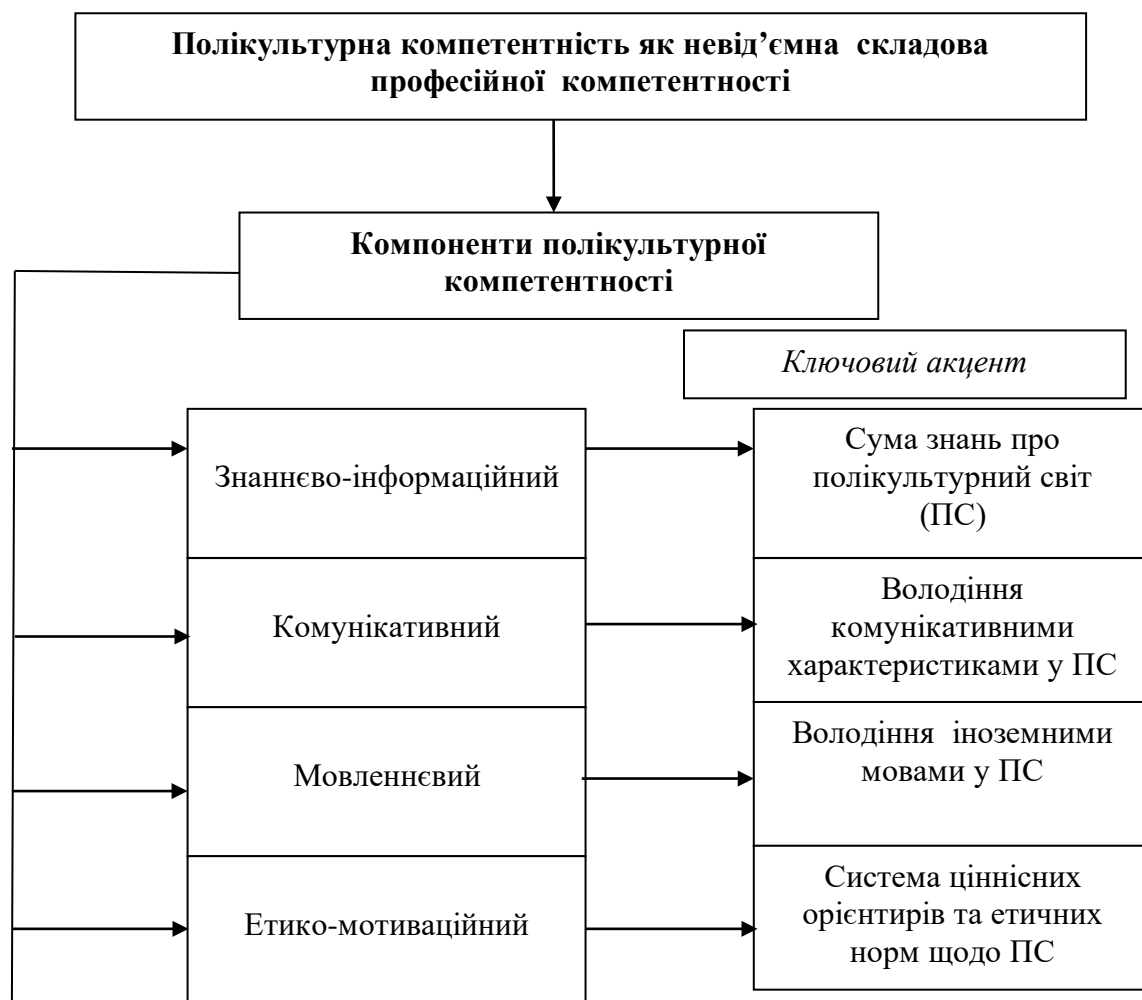 Полікультурна компетентність як невід’ємна складова
професійної компетентності
Компоненти полікультурної
компетентності
Ключовий акцент
Знаннєво-інформаційний
Сума знань про
полікультурний світ
(ПС)
Комунікативний
Володіння
комунікативними
характеристиками у ПС
Мовленнєвий
Володіння іноземними
мовами у ПС
Етико-мотиваційний
Система ціннісних
орієнтирів та етичних
норм щодо ПС